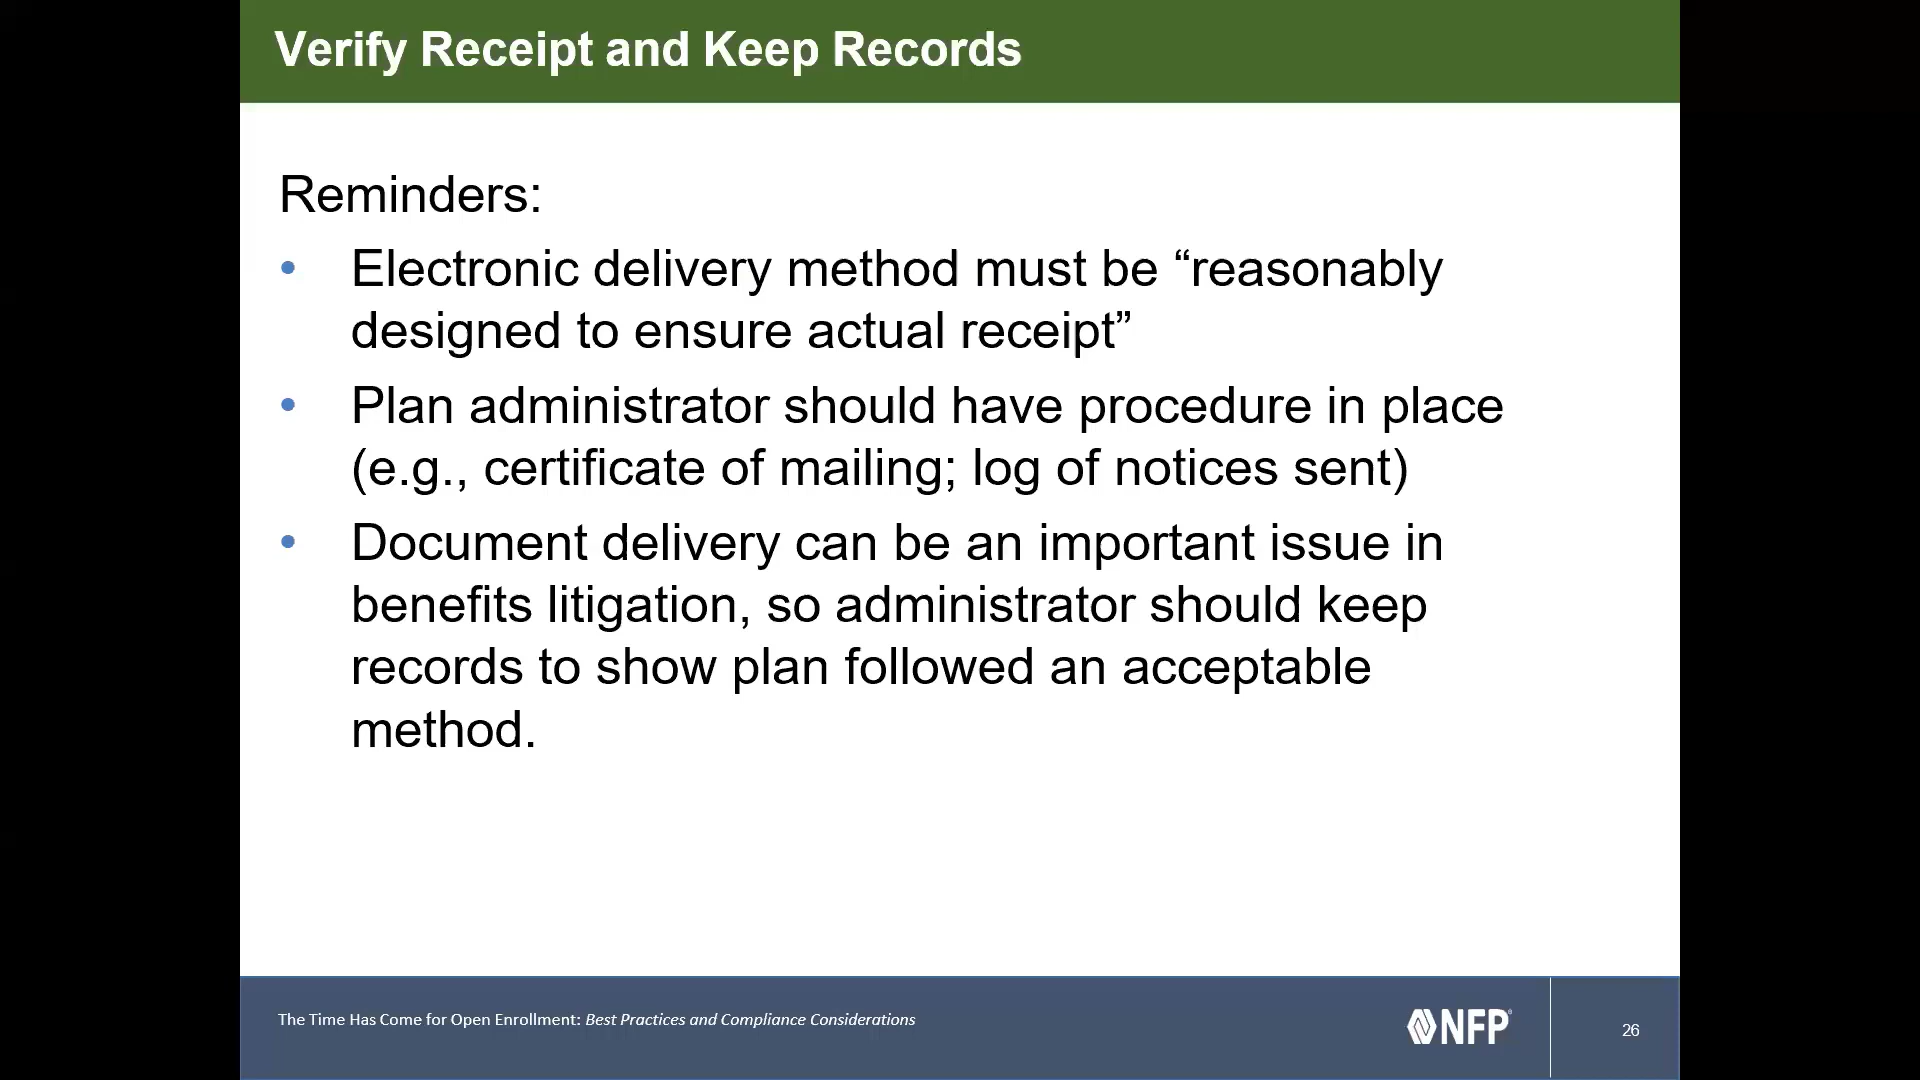 Verify Receipt and Keep Records
Reminders:
• Electronic delivery method must be “reasonably
designed to ensure actual receipt”
• Plan administrator should have procedure in place
(e.g., certificate of mailing; log of notices sent)
• Document delivery can be an important issue in
benefits litigation, so administrator should keep
records to show plan followed an acceptable
method.
The Time Has Come for Open Enrollment: Best Practices and Compliance Considerations
NFP
26